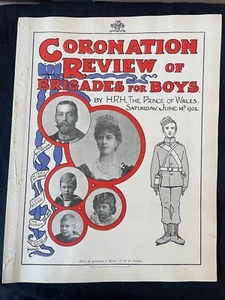 CORONATION
REVIEW OF
BRIGADES FOR BOYS
BY H.R.H. THE PRINCE OF WALES.
SATURDAY JUNE 14TH 1902.